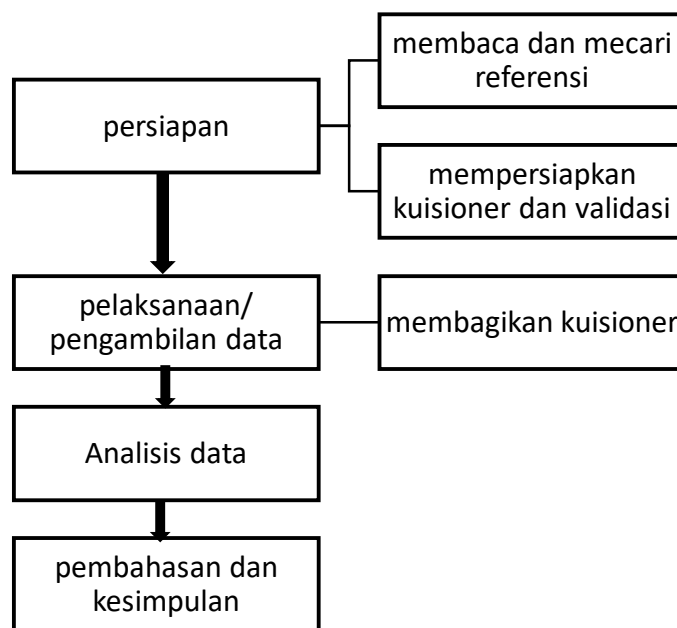 persiapan
membaca dan mecari
referensi
mempersiapkan
kuisioner dan validasi
pelaksanaan/
pengambilan data
membagikan kuisioner
Analisis data
pembahasan dan
kesimpulan